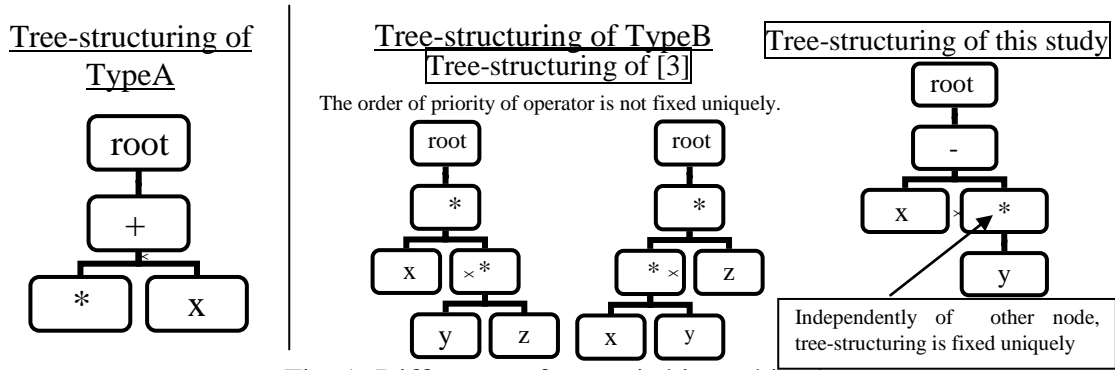 Tree-structuring of
TypeA
root
+
*
x
Tree-structuring of TypeB
Tree-structuring of [3]
The order of priority of operator is not fixed uniquely.
root
*
x
×
*
y
z
root
*
*
×
z
x
y
Tree-structuring of this study
root
-
x
×
*
y
Independently of other node,
tree-structuring is fixed uniquely